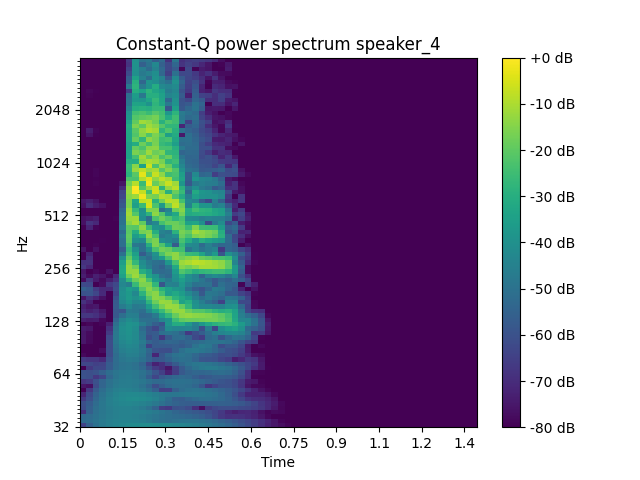 Constant-Q power spectrum speaker_4
Hz
2048
1024
512
256
128
64
32
0 0.15 0.3 0.45 0.6 0.75 0.9 1.1 1.2 1.4
Time
+0 dB
-10 dB
-20 dB
-30 dB
-40 dB
-50 dB
-60 dB
-70 dB
-80 dB